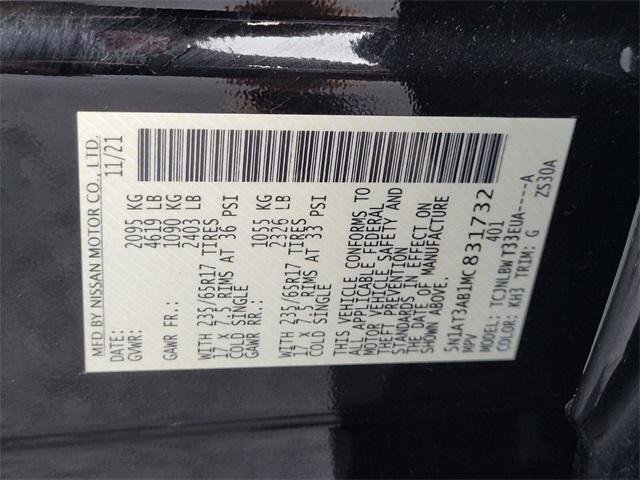 MFD BY NISSAN MOTOR CO., LTD.
DATE: 11/21
GVWR: 2095 KG
4619 LB
GAWR FR.: 1090 KG
2403 LB
WITH 235/65R17 TIRES
17 X 7.5 RIMS AT 36 PSI
COLD SINGLE
GAWR RR.: 1055 KG
2326 LB
WITH 235/65R17 TIRES
17 X 7.5 RIMS AT 33 PSI
COLD SINGLE
THIS VEHICLE CONFORMS TO
ALL APPLICABLE FEDERAL
MOTOR VEHICLE SAFETY AND
THEFT PREVENTION
STANDARDS IN EFFECT ON
THE DATE OF MANUFACTURE
SHOWN ABOVE.
5N1AT3AB1MC831732
MPV 401
MODEL: TCJNLBW T33EUA----A
COLOR: KH3 TRIM: G ZS30A